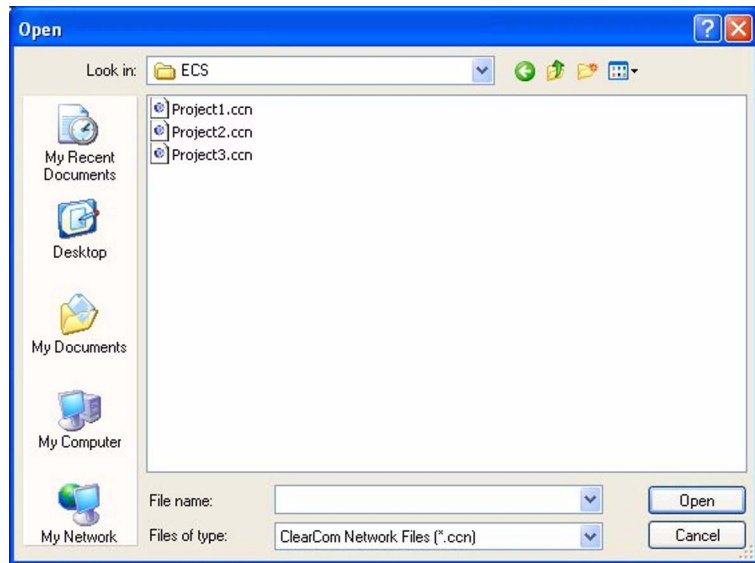 Open
Look in:
ECS
My Recent
Documents
Desktop
My Documents
My Computer
My Network
Project1.ccn
Project2.ccn
Project3.ccn
File name:
Open
Files of type:
ClearCom Network Files (*.ccn)
Cancel